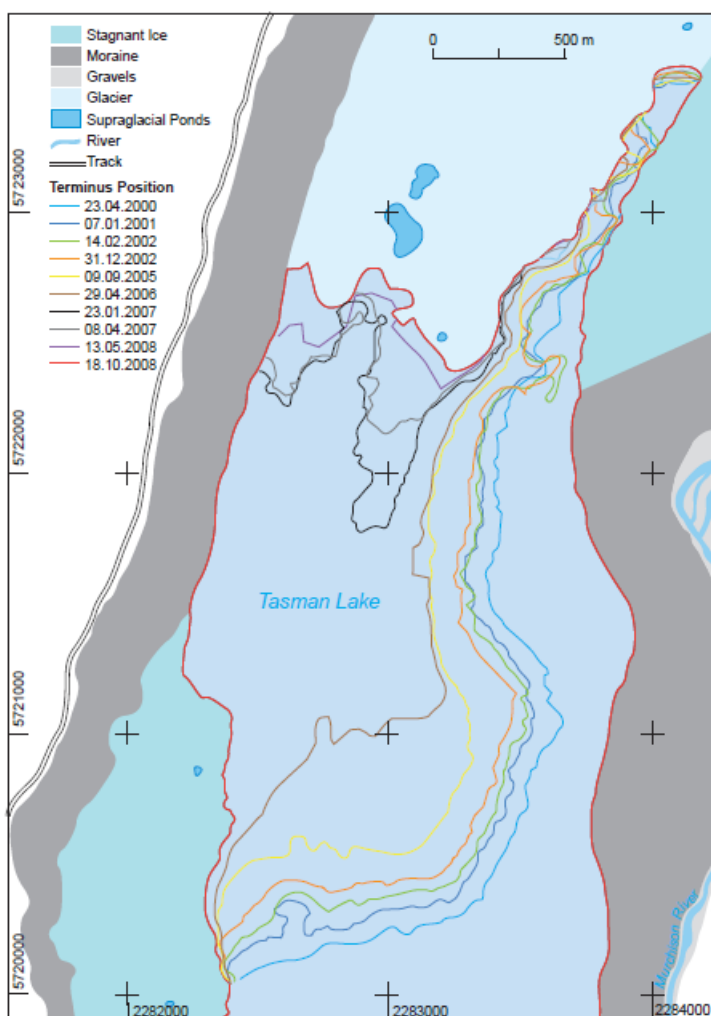 Stagnant Ice
Moraine
Gravels
Glacier
Supraglacial Ponds
River
Track
Terminus Position
23.04.2000
07.01.2001
14.02.2002
31.12.2002
09.09.2005
29.04.2006
23.01.2007
08.04.2007
13.05.2008
18.10.2008
0 500 m
5723000
5722000
Tasman Lake
5721000
5720000
Murchison River
2282000 2283000 2284000